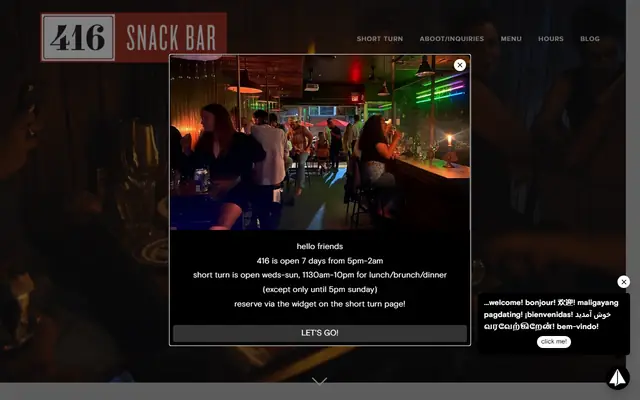 416 SNACK BAR
SHORT TURN ABOOT/INQUIRIES MENU HOURS BLOG
hello friends
416 is open 7 days from 5pm-2am
short turn is open weds-sun, 1130am-10pm for lunch/brunch/dinner
(except only until 5pm sunday)
reserve via the widget on the short turn page!
LET'S GO!
...welcome! bonjour! 欢迎! maligayang
pagdating! ¡bienvenidas! خوش آمدید
வரவேற்கிறேன்! bem-vindo!
click me!